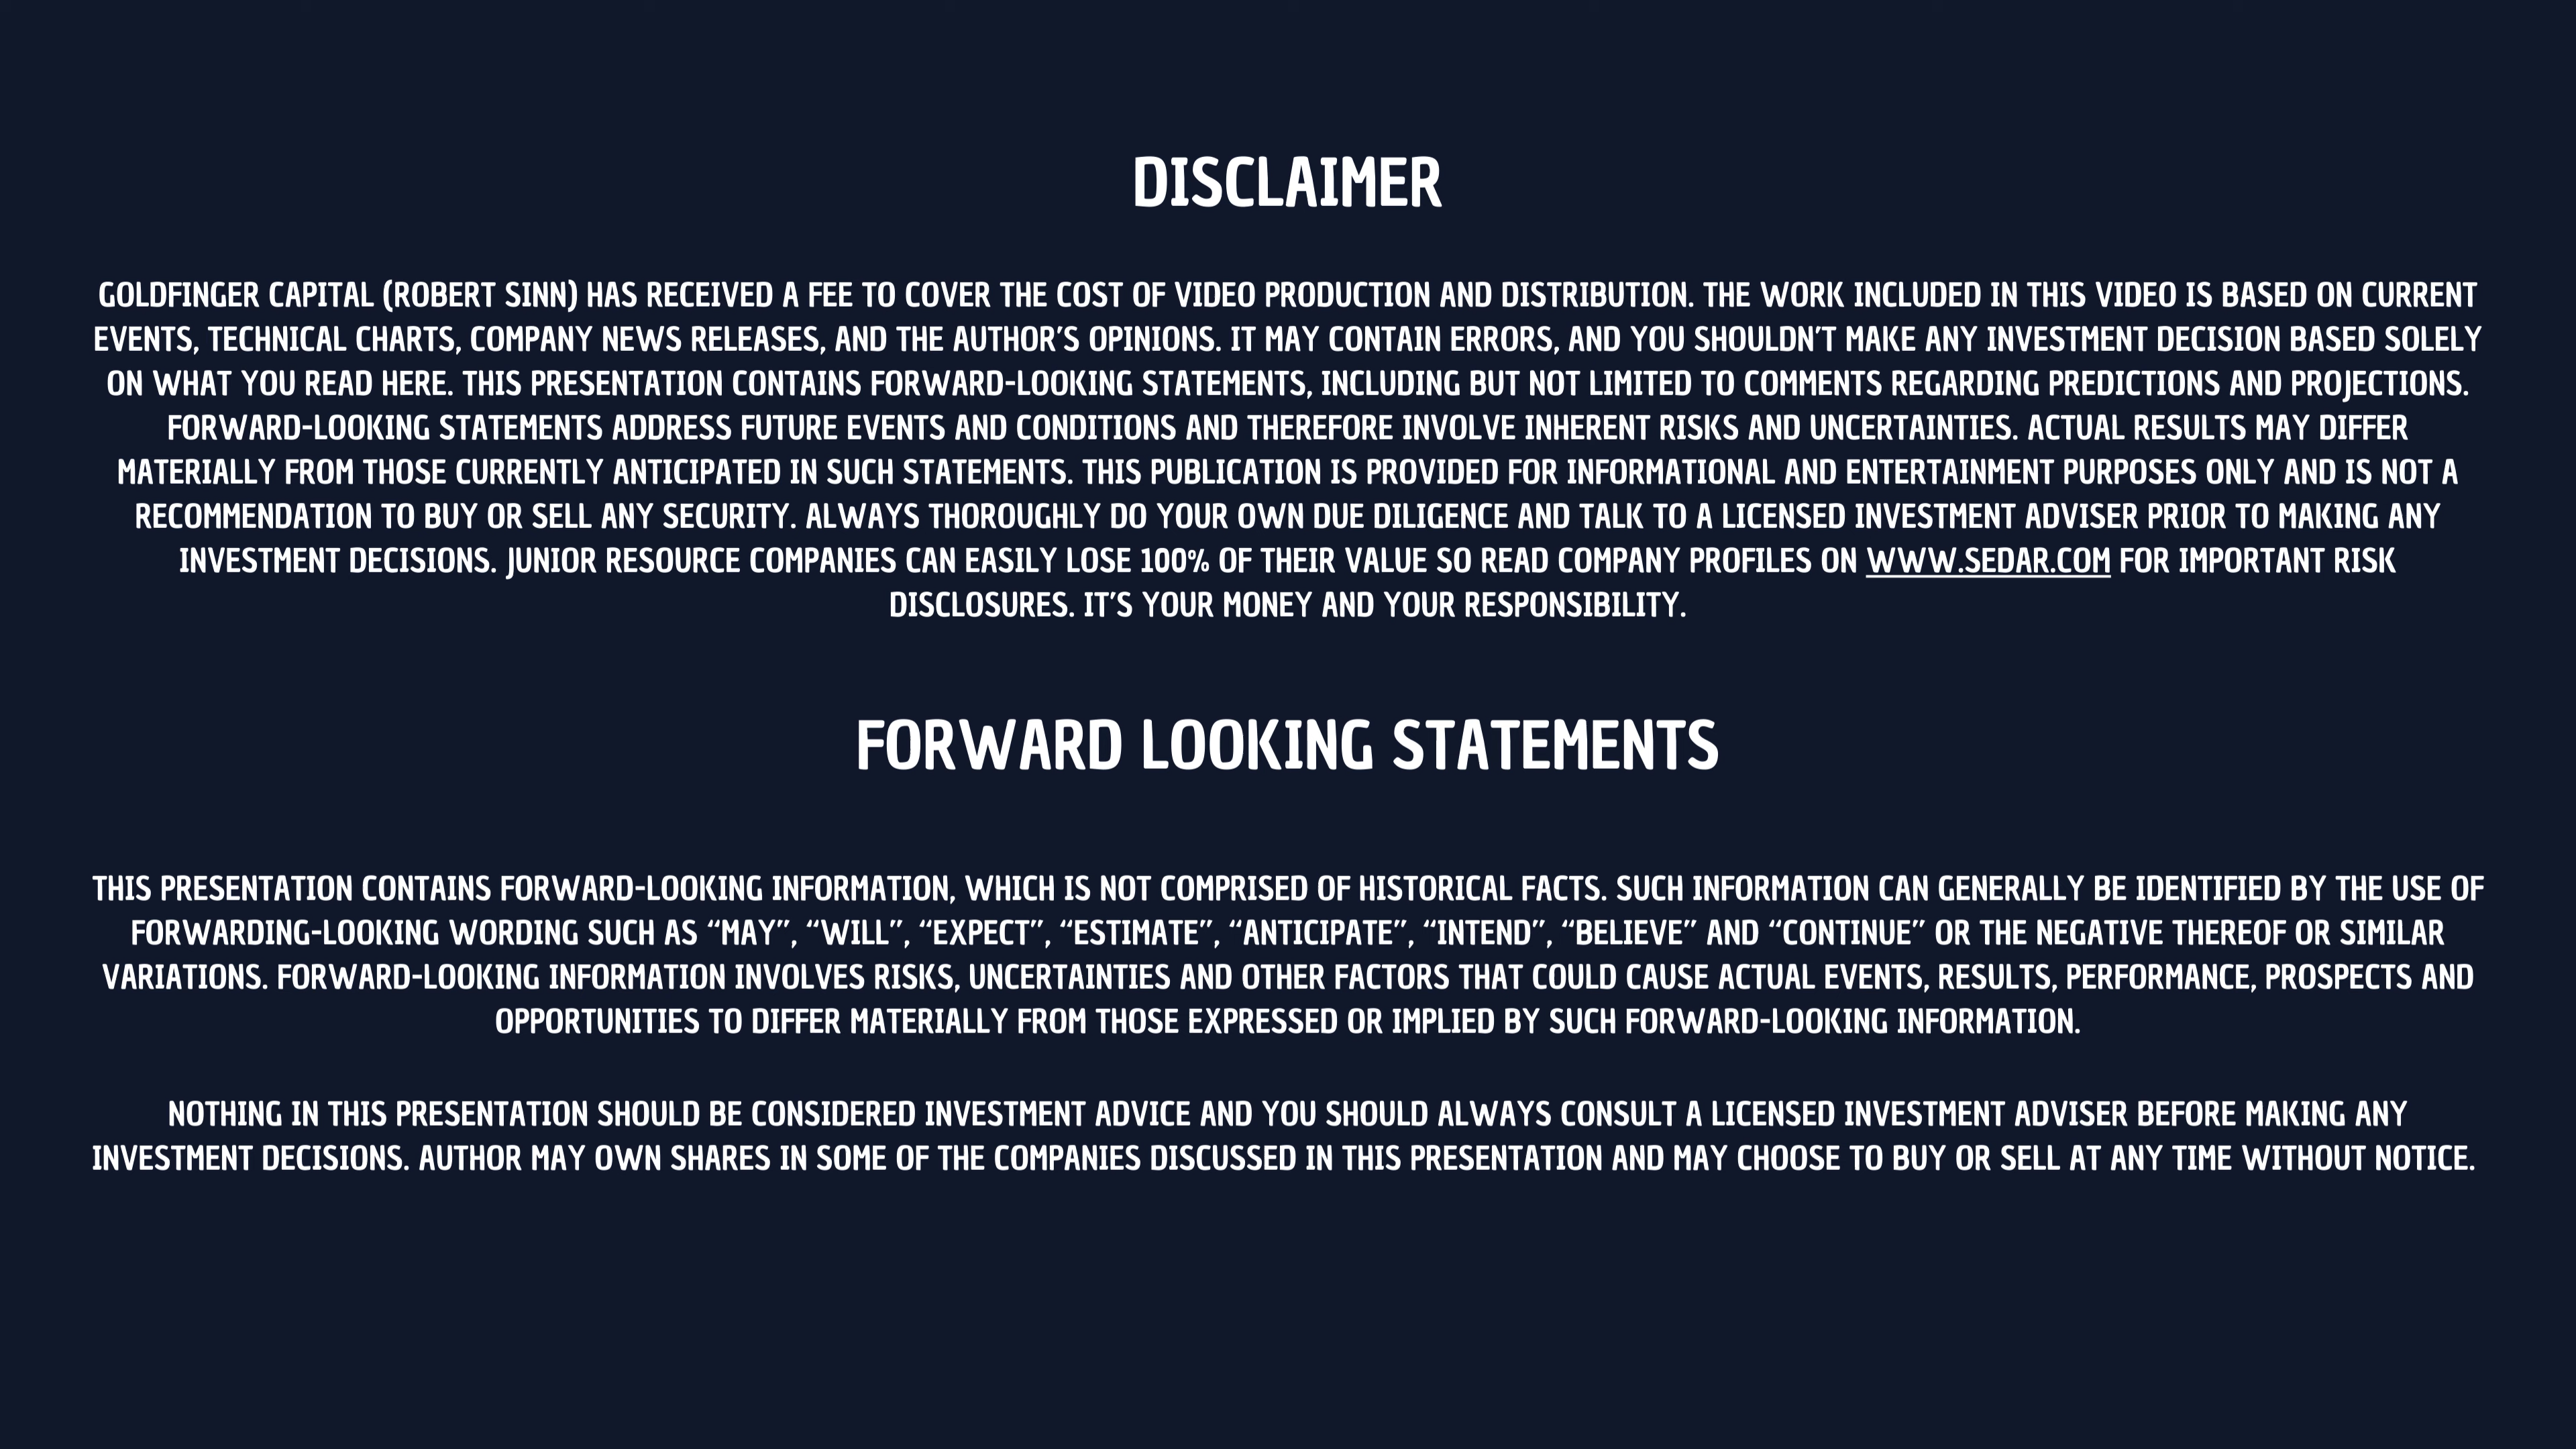 DISCLAIMER
GOLDFINGER CAPITAL (ROBERT SINN) HAS RECEIVED A FEE TO COVER THE COST OF VIDEO PRODUCTION AND DISTRIBUTION. THE WORK INCLUDED IN THIS VIDEO IS BASED ON CURRENT
EVENTS, TECHNICAL CHARTS, COMPANY NEWS RELEASES, AND THE AUTHOR’S OPINIONS. IT MAY CONTAIN ERRORS, AND YOU SHOULDN’T MAKE ANY INVESTMENT DECISION BASED SOLELY
ON WHAT YOU READ HERE. THIS PRESENTATION CONTAINS FORWARD-LOOKING STATEMENTS, INCLUDING BUT NOT LIMITED TO COMMENTS REGARDING PREDICTIONS AND PROJECTIONS.
FORWARD-LOOKING STATEMENTS ADDRESS FUTURE EVENTS AND CONDITIONS AND THEREFORE INVOLVE INHERENT RISKS AND UNCERTAINTIES. ACTUAL RESULTS MAY DIFFER
MATERIALLY FROM THOSE CURRENTLY ANTICIPATED IN SUCH STATEMENTS. THIS PUBLICATION IS PROVIDED FOR INFORMATIONAL AND ENTERTAINMENT PURPOSES ONLY AND IS NOT A
RECOMMENDATION TO BUY OR SELL ANY SECURITY. ALWAYS THOROUGHLY DO YOUR OWN DUE DILIGENCE AND TALK TO A LICENSED INVESTMENT ADVISER PRIOR TO MAKING ANY
INVESTMENT DECISIONS. JUNIOR RESOURCE COMPANIES CAN EASILY LOSE 100% OF THEIR VALUE SO READ COMPANY PROFILES ON WWW.SEDAR.COM FOR IMPORTANT RISK
DISCLOSURES. IT’S YOUR MONEY AND YOUR RESPONSIBILITY.
FORWARD LOOKING STATEMENTS
THIS PRESENTATION CONTAINS FORWARD-LOOKING INFORMATION, WHICH IS NOT COMPRISED OF HISTORICAL FACTS. SUCH INFORMATION CAN GENERALLY BE IDENTIFIED BY THE USE OF
FORWARDING-LOOKING WORDING SUCH AS “MAY”, “WILL”, “EXPECT”, “ESTIMATE”, “ANTICIPATE”, “INTEND”, “BELIEVE” AND “CONTINUE” OR THE NEGATIVE THEREOF OR SIMILAR
VARIATIONS. FORWARD-LOOKING INFORMATION INVOLVES RISKS, UNCERTAINTIES AND OTHER FACTORS THAT COULD CAUSE ACTUAL EVENTS, RESULTS, PERFORMANCE, PROSPECTS AND
OPPORTUNITIES TO DIFFER MATERIALLY FROM THOSE EXPRESSED OR IMPLIED BY SUCH FORWARD-LOOKING INFORMATION.
NOTHING IN THIS PRESENTATION SHOULD BE CONSIDERED INVESTMENT ADVICE AND YOU SHOULD ALWAYS CONSULT A LICENSED INVESTMENT ADVISER BEFORE MAKING ANY
INVESTMENT DECISIONS. AUTHOR MAY OWN SHARES IN SOME OF THE COMPANIES DISCUSSED IN THIS PRESENTATION AND MAY CHOOSE TO BUY OR SELL AT ANY TIME WITHOUT NOTICE.